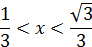 1/3 < x < √3/3